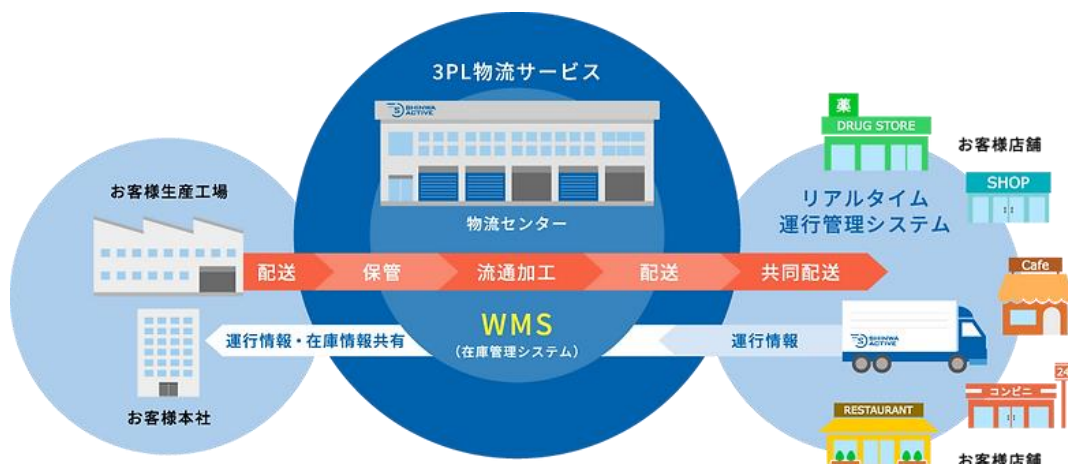 3PL物流サービス
SHINWA
ACTIVE
物流センター
お客様生産工場
お客様本社
配送
保管
流通加工
配送
共同配送
運行情報・在庫情報共有
WMS
(在庫管理システム)
運行情報
リアルタイム
運行管理システム
薬
DRUG STORE
お客様店舗
SHOP
Cafe
SHINWA
ACTIVE
24
コンビニ
RESTAURANT
お客様店舗